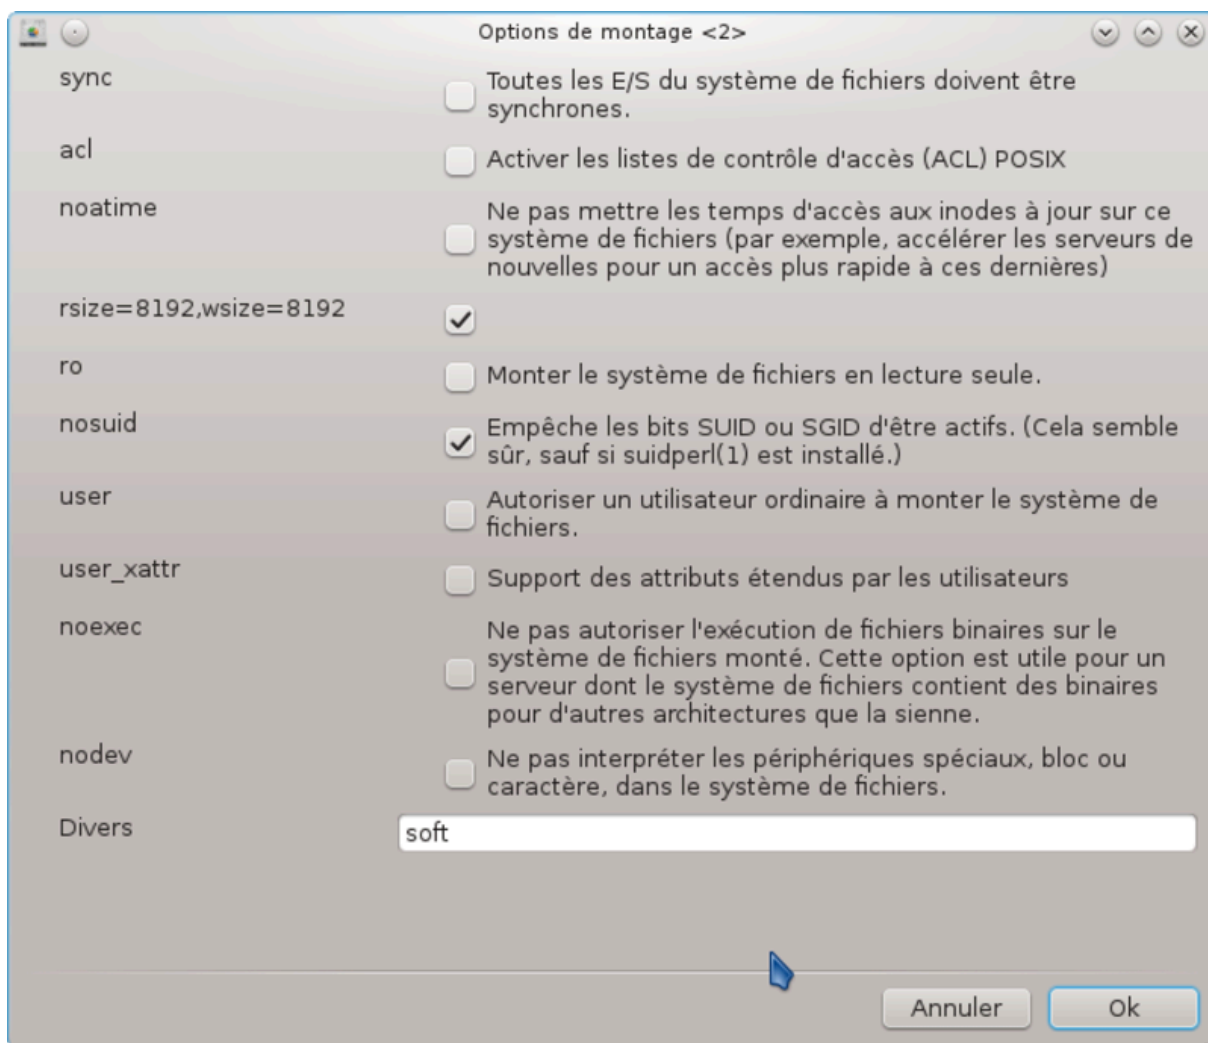 Options de montage <2>
sync
Toutes les E/S du système de fichiers doivent être
synchrones.
acl
Activer les listes de contrôle d'accès (ACL) POSIX
noatime
Ne pas mettre les temps d'accès aux inodes à jour sur ce
système de fichiers (par exemple, accélérer les serveurs de
nouvelles pour un accès plus rapide à ces dernières)
rsize=8192,wsize=8192
ro
Monter le système de fichiers en lecture seule.
nosuid
Empêche les bits SUID ou SGID d'être actifs. (Cela semble
sûr, sauf si suidperl(1) est installé.)
user
Autoriser un utilisateur ordinaire à monter le système de
fichiers.
user_xattr
Support des attributs étendus par les utilisateurs
noexec
Ne pas autoriser l'exécution de fichiers binaires sur le
système de fichiers monté. Cette option est utile pour un
serveur dont le système de fichiers contient des binaires
pour d'autres architectures que la sienne.
nodev
Ne pas interpréter les périphériques spéciaux, bloc ou
caractère, dans le système de fichiers.
Divers
soft
Annuler
Ok